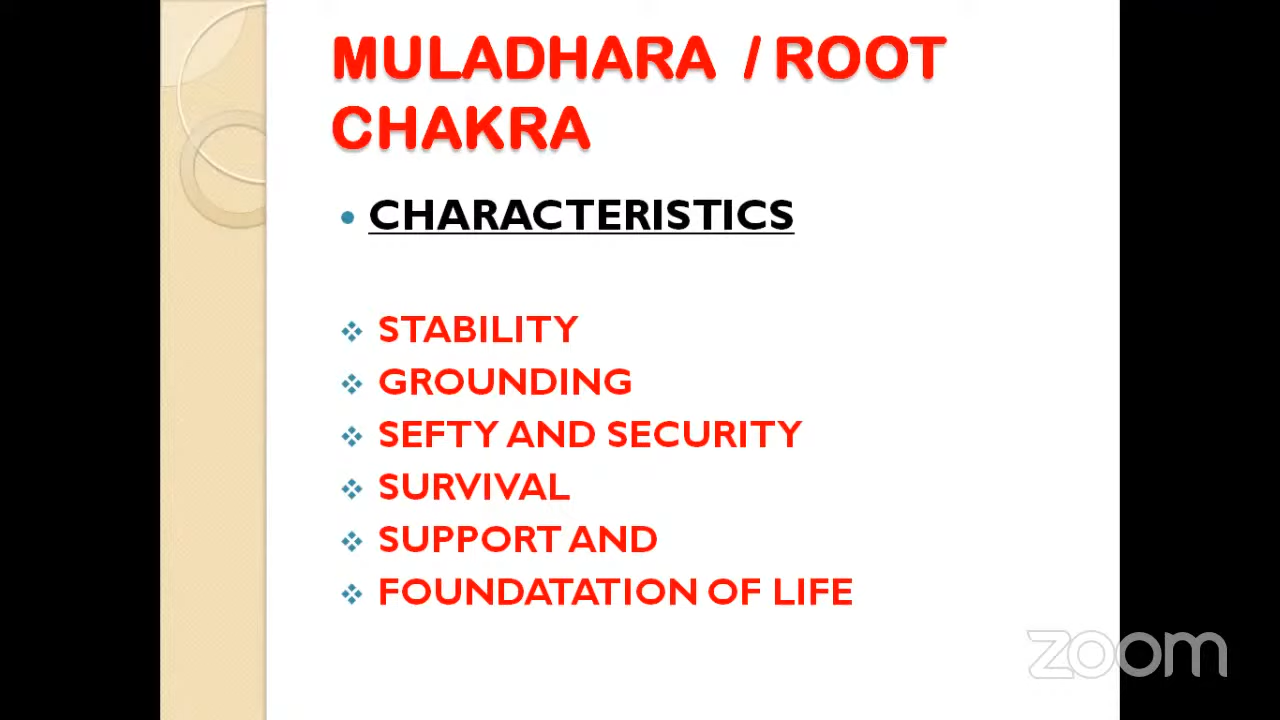 MULADHARA / ROOT
CHAKRA
• CHARACTERISTICS
❖ STABILITY
❖ GROUNDING
❖ SEFTY AND SECURITY
❖ SURVIVAL
❖ SUPPORT AND
❖ FOUNDATATION OF LIFE
zoom